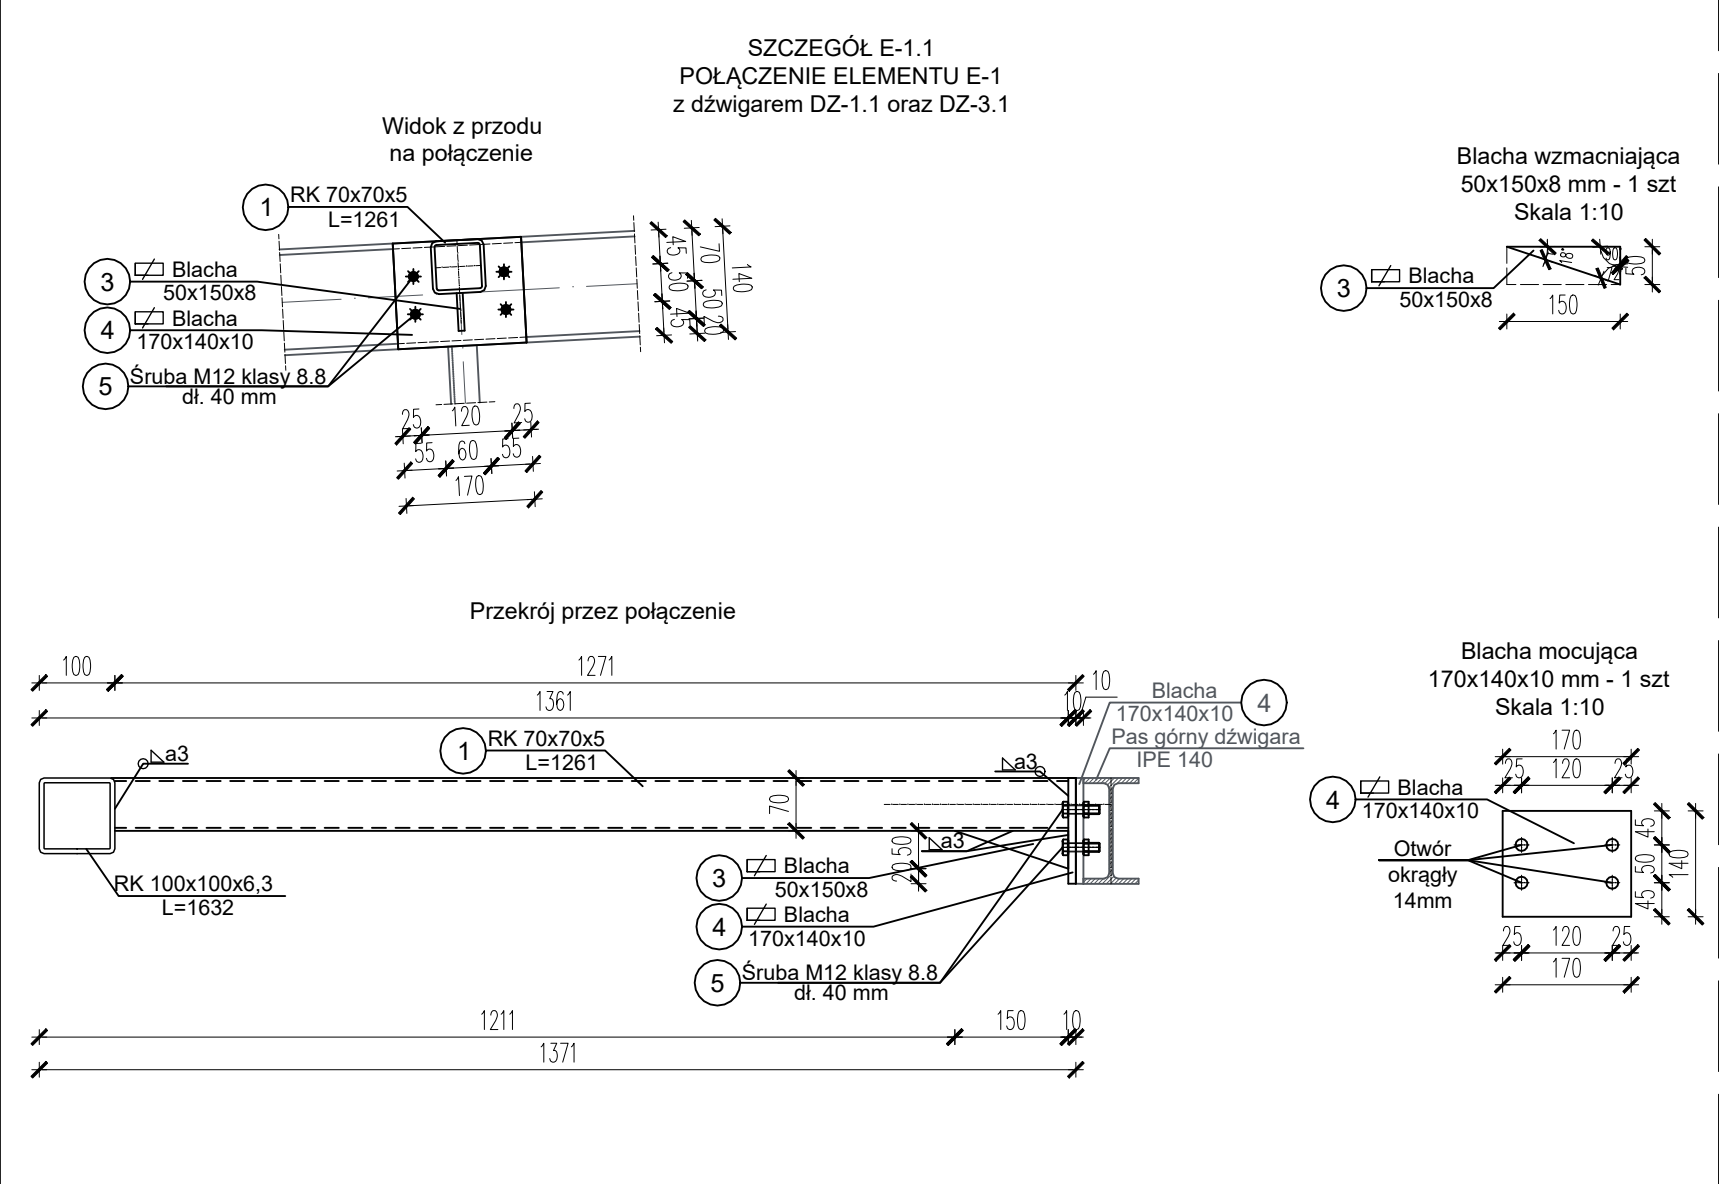 SZCZEGÓŁ E-1.1
POŁĄCZENIE ELEMENTU E-1
z dźwigarem DZ-1.1 oraz DZ-3.1
Widok z przodu
na połączenie
1
RK 70x70x5
L=1261
3
Blacha
50x150x8
4
Blacha
170x140x10
5
Śruba M12 klasy 8.8
dł. 40 mm
45
50
45
70
50
20
140
25 120 25
55 60 55
170
Blacha wzmacniająca
50x150x8 mm - 1 szt
Skala 1:10
3
Blacha
50x150x8
18°
50
150
Przekrój przez połączenie
100 1271 10
1361 10
Blacha
170x140x10
4
Pas górny dźwigara
IPE 140
1
RK 70x70x5
L=1261
a3
a3
70
a3
50
20
RK 100x100x6,3
L=1632
3
Blacha
50x150x8
4
Blacha
170x140x10
5
Śruba M12 klasy 8.8
dł. 40 mm
1211 150 10
1371
Blacha mocująca
170x140x10 mm - 1 szt
Skala 1:10
170
25 120 25
4
Blacha
170x140x10
Otwór
okrągły
14mm
45
50
45
140
25 120 25
170